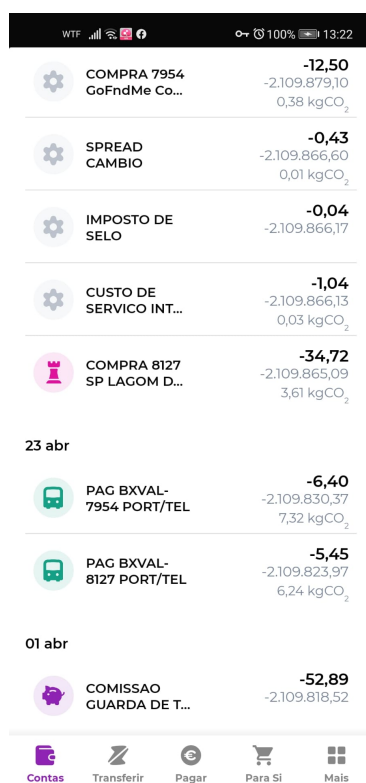 WTF 100% 13:22
COMPRA 7954 -12,50
GoFndMe Co... -2.109.879,10
0,38 kgCO2
SPREAD -0,43
CAMBIO -2.109.866,60
0,01 kgCO2
IMPOSTO DE -0,04
SELO -2.109.866,17
CUSTO DE -1,04
SERVICO INT... -2.109.866,13
0,03 kgCO2
COMPRA 8127 -34,72
SP LAGOM D... -2.109.865,09
3,61 kgCO2
23 abr
PAG BXVAL- -6,40
7954 PORT/TEL -2.109.830,37
7,32 kgCO2
PAG BXVAL- -5,45
8127 PORT/TEL -2.109.823,97
6,24 kgCO2
01 abr
COMISSAO -52,89
GUARDA DE T... -2.109.818,52
Contas Transferir Pagar Para Si Mais